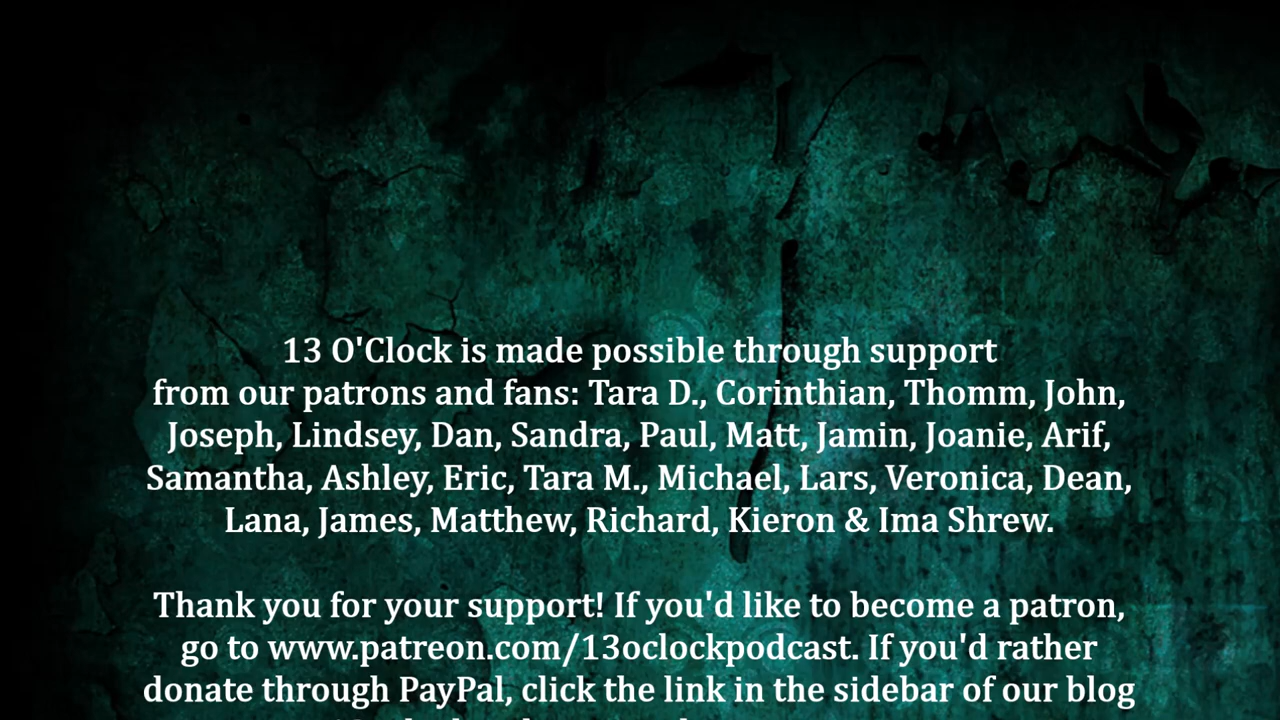 13 O'Clock is made possible through support
from our patrons and fans: Tara D., Corinthian, Thomm, John,
Joseph, Lindsey, Dan, Sandra, Paul, Matt, Jamin, Joanie, Arif,
Samantha, Ashley, Eric, Tara M., Michael, Lars, Veronica, Dean,
Lana, James, Matthew, Richard, Kieron & Ima Shrew.
Thank you for your support! If you'd like to become a patron,
go to www.patreon.com/13oclockpodcast. If you'd rather
donate through PayPal, click the link in the sidebar of our blog